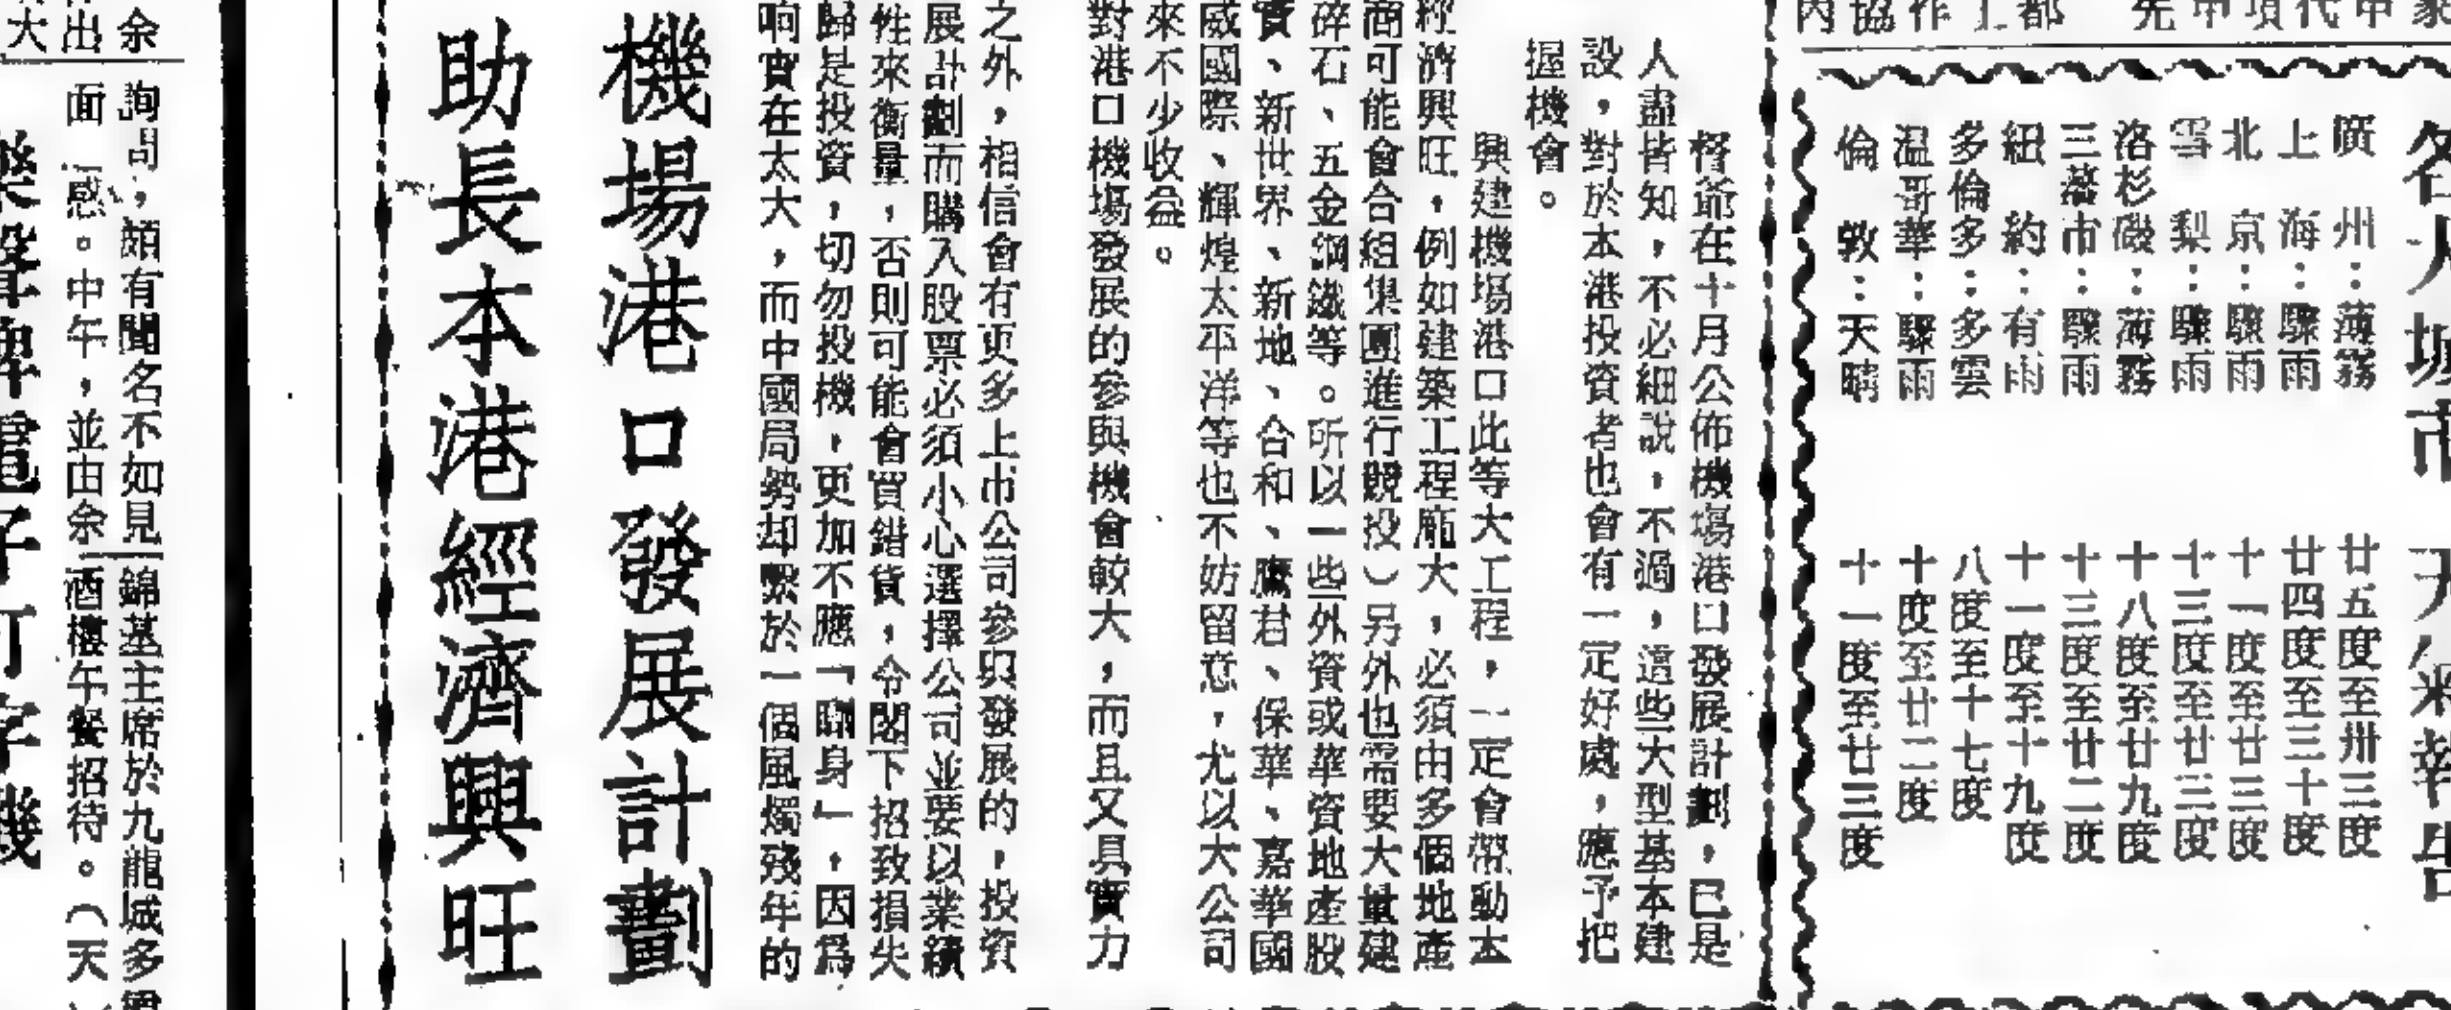 各大城市天氣報告
廣州：薄霧 廿五度至卅三度
上海：驟雨 廿四度至三十度
北京：驟雨 十一度至廿三度
雪梨：驟雨 十三度至廿三度
洛杉磯：薄霧 十八度至廿九度
三藩市：驟雨 十三度至廿二度
紐約：有雨 十一度至十九度
多倫多：多雲 八度至十七度
温哥華：驟雨 十度至廿二度
倫敦：天晴 十一度至廿三度
督爺在十月公佈機場港口發展計劃，已是
人盡皆知，不必細說，不過，這些大型基本建
設，對於本港投資者也會有一定好處，應予把
握機會。
興建機場港口此等大工程，一定會帶動本
經濟興旺，例如建築工程龐大，必須由多個地產
商可能會合組集團進行競投）另外也需要大量建
碎石、五金鋼鐵等。所以一些外資或華資地產股
實、新世界、新地、合和、鷹君、保華、嘉華國
威國際、輝煌太平洋等也不妨留意，尤以大公司
來不少收益。
對港口機場發展的參與機會較大，而且又具實力
之外，相信會有更多上市公司參與發展的，投資
展計劃而購入股票必須小心選擇公司並要以業績
性來衡量，否則可能會買錯貨，令閣下招致損失
歸是投資，切勿投機，更加不應「瞓身」，因爲
响實在太大，而中國局勢却繫於一個風燭殘年的
機場港口發展計劃
助長本港經濟興旺
余
詢問，頗有聞名不如見
面 感。中午，並由余
錦基主席於九龍城多
酒樓午餐招待。（天